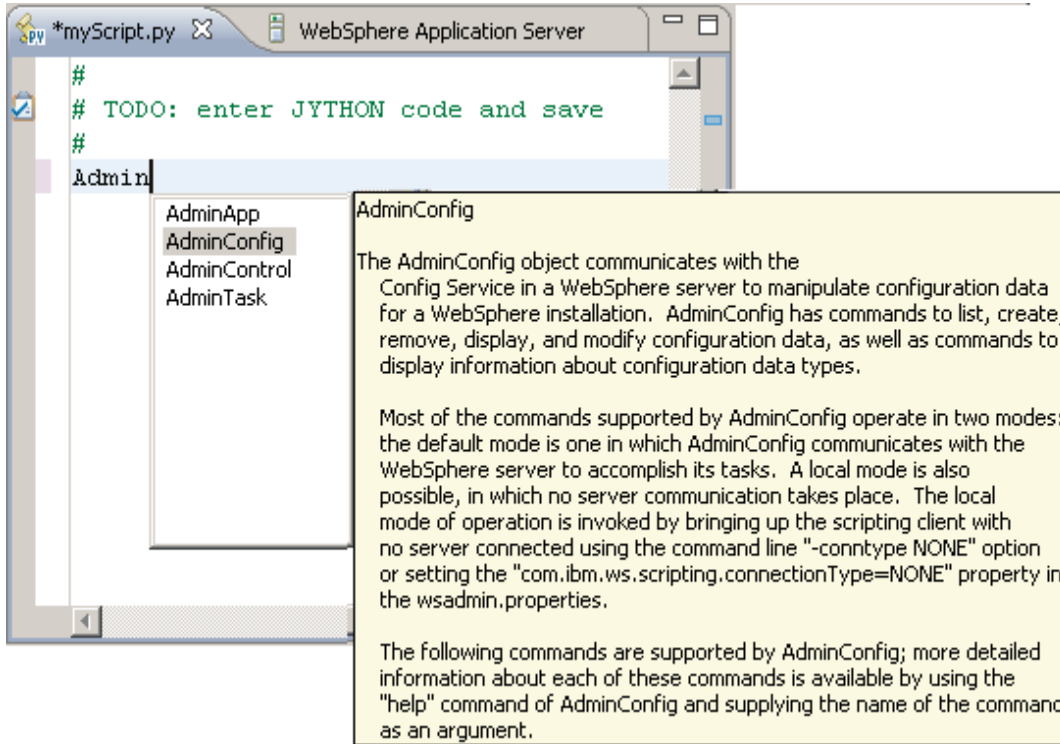 *myScript.py
WebSphere Application Server
#
# TODO: enter JYTHON code and save
#
Admin
AdminApp
AdminConfig
AdminControl
AdminTask
AdminConfig
The AdminConfig object communicates with the
Config Service in a WebSphere server to manipulate configuration data
for a WebSphere installation.  AdminConfig has commands to list, create,
remove, display, and modify configuration data, as well as commands to
display information about configuration data types.
Most of the commands supported by AdminConfig operate in two modes:
the default mode is one in which AdminConfig communicates with the
WebSphere server to accomplish its tasks.  A local mode is also
possible, in which no server communication takes place.  The local
mode of operation is invoked by bringing up the scripting client with
no server connected using the command line "-conntype NONE" option
or setting the "com.ibm.ws.scripting.connectionType=NONE" property in
the wsadmin.properties.
The following commands are supported by AdminConfig; more detailed
information about each of these commands is available by using the
"help" command of AdminConfig and supplying the name of the command
as an argument.